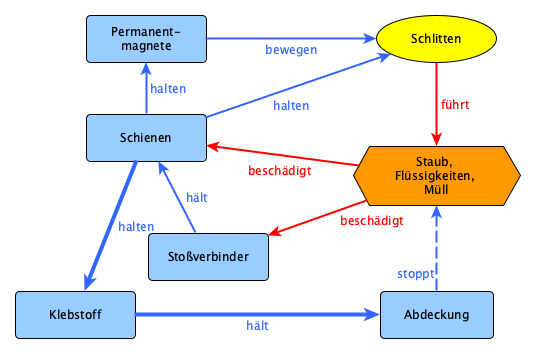 Permanent-
magnete
bewegen
Schlitten
halten
halten
führt
Schienen
Staub,
Flüssigkeiten,
Müll
beschädigt
hält
beschädigt
halten
Stoßverbinder
stoppt
Klebstoff
hält
Abdeckung